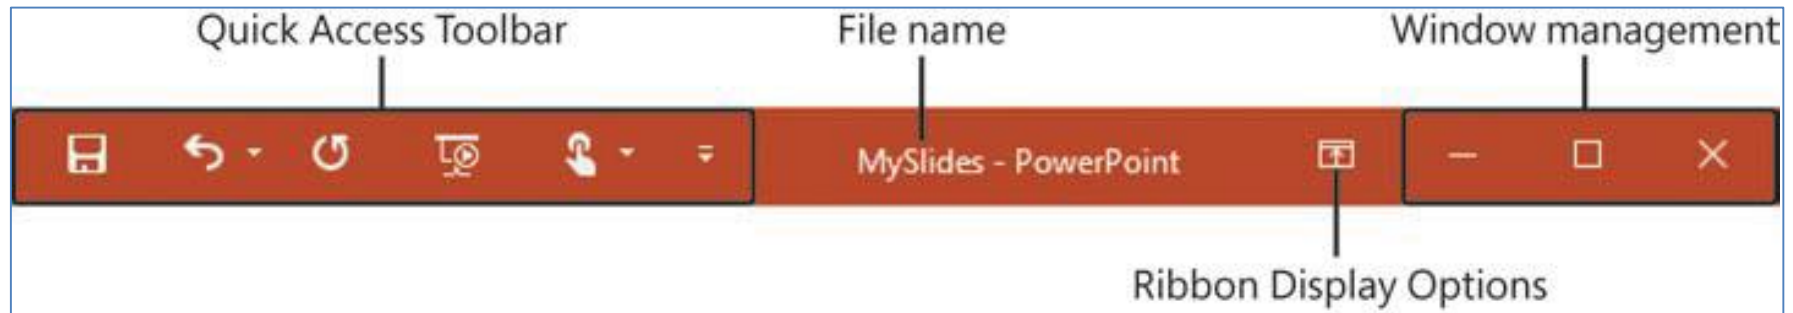 Quick Access Toolbar
File name
Window management
MySlides - PowerPoint
Ribbon Display Options